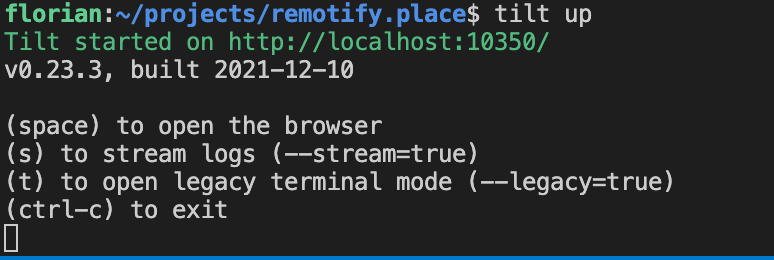 florian:~/projects/remotify.place$ tilt up
Tilt started on http://localhost:10350/
v0.23.3, built 2021-12-10
(space) to open the browser
(s) to stream logs (--stream=true)
(t) to open legacy terminal mode (--legacy=true)
(ctrl-c) to exit